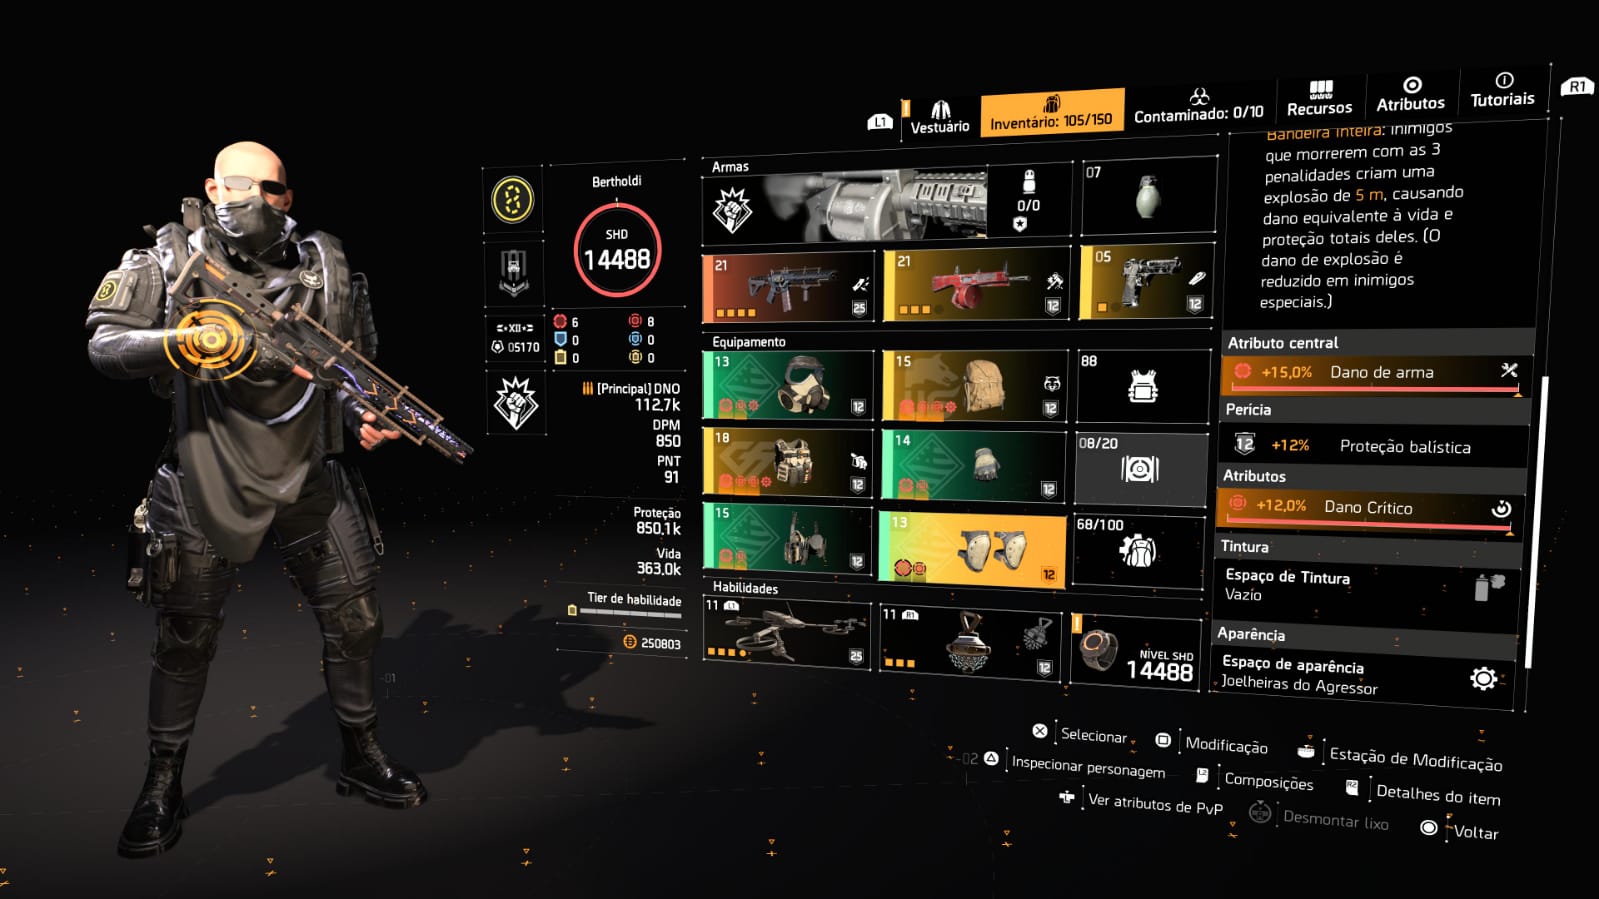 L1
Vestuário
Inventário: 105/150
Contaminado: 0/10
Recursos
Atributos
Tutoriais
R1
Bertholdi
SHD
14488
XII
05170
6
8
0
0
0
0
[Principal] DNO
112,7k
DPM
850
PNT
91
Proteção
850,1k
Vida
363,0k
Tier de habilidade
250803
Armas
0/0
07
21
25
21
12
05
12
Equipamento
13
12
15
12
88
18
12
14
12
08/20
15
12
13
12
68/100
Habilidades
11 L1
25
11 R1
12
NÍVEL SHD
14488
Bandeira Inteira: inimigos
que morrerem com as 3
penalidades criam uma
explosão de 5 m, causando
dano equivalente à vida e
proteção totais deles. (O
dano de explosão é
reduzido em inimigos
especiais.)
Atributo central
+15,0% Dano de arma
Perícia
12 +12% Proteção balística
Atributos
+12,0% Dano Crítico
Tintura
Espaço de Tintura
Vazio
Aparência
Espaço de aparência
Joelheiras do Agressor
-01
-02
Selecionar
Modificação
Estação de Modificação
Inspecionar personagem
L2 Composições
R2 Detalhes do item
Ver atributos de PvP
Desmontar lixo
Voltar